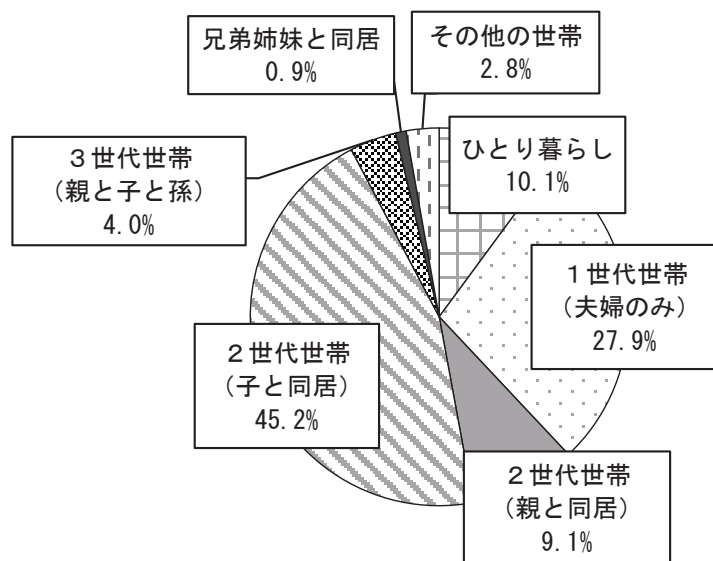 兄弟姉妹と同居
0.9%
その他の世帯
2.8%
ひとり暮らし
10.1%
３世代世帯
（親と子と孫）
4.0%
１世代世帯
（夫婦のみ）
27.9%
２世代世帯
（子と同居）
45.2%
２世代世帯
（親と同居）
9.1%